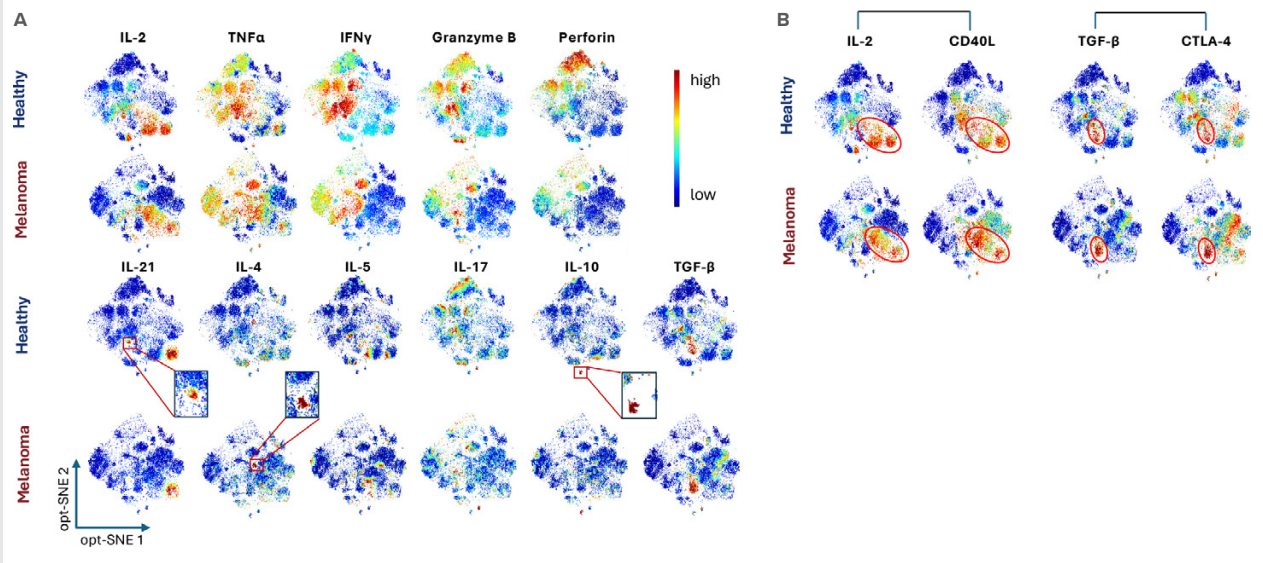 A
IL-2 TNFα IFNγ Granzyme B Perforin
Healthy
Melanoma
high
low
IL-21 IL-4 IL-5 IL-17 IL-10 TGF-β
Healthy
Melanoma
opt-SNE 2
opt-SNE 1
B
IL-2 CD40L TGF-β CTLA-4
Healthy
Melanoma